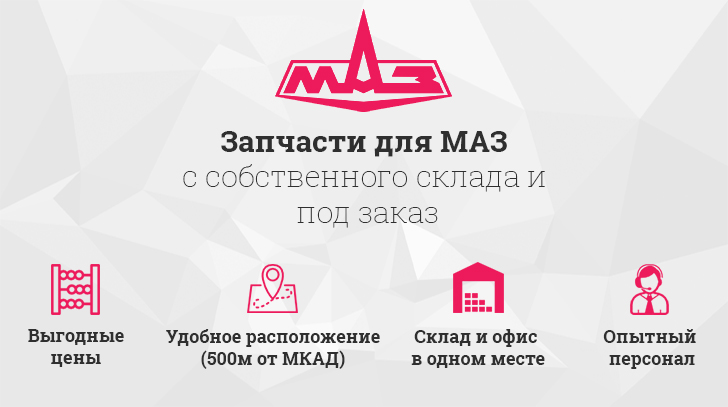 МАЗ
Запчасти для МАЗ
с собственного склада и
под заказ
Выгодные
цены
Удобное расположение
(500м от МКАД)
Склад и офис
в одном месте
Опытный
персонал